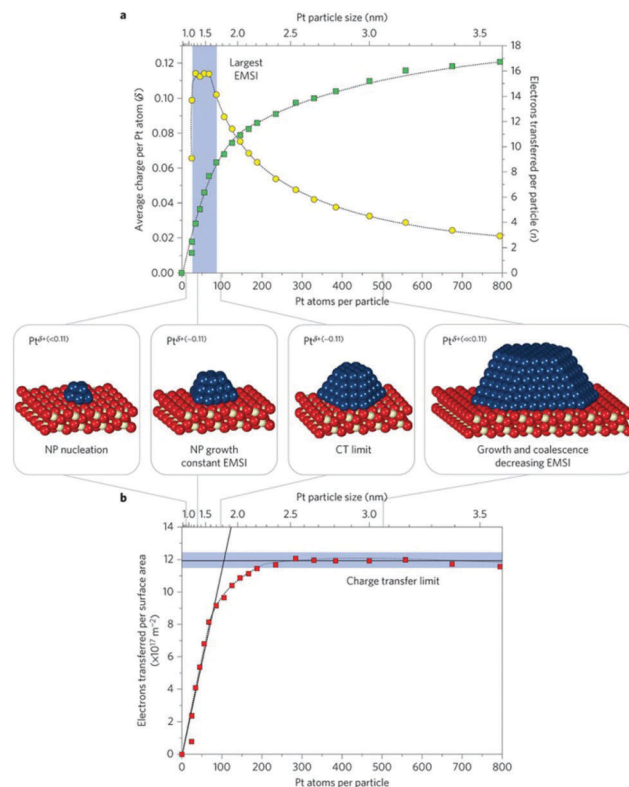 a
Pt particle size (nm)
1.0 1.5 2.0 2.5 3.0 3.5
Largest
EMSI
Average charge per Pt atom (δ̄)
0.12
0.10
0.08
0.06
0.04
0.02
0.00
Electrons transferred per particle (n)
18
16
14
12
10
8
6
4
2
0
0 100 200 300 400 500 600 700 800
Pt atoms per particle
Ptδ+(<0.11)
NP nucleation
Ptδ+(~0.11)
NP growth
constant EMSI
Ptδ+(~0.11)
CT limit
Ptδ+(≪0.11)
Growth and coalescence
decreasing EMSI
b
Pt particle size (nm)
1.0 1.5 2.0 2.5 3.0 3.5
Electrons transferred per surface area
(×10¹⁷ m⁻²)
14
12
10
8
6
4
2
0
Charge transfer limit
0 100 200 300 400 500 600 700 800
Pt atoms per particle